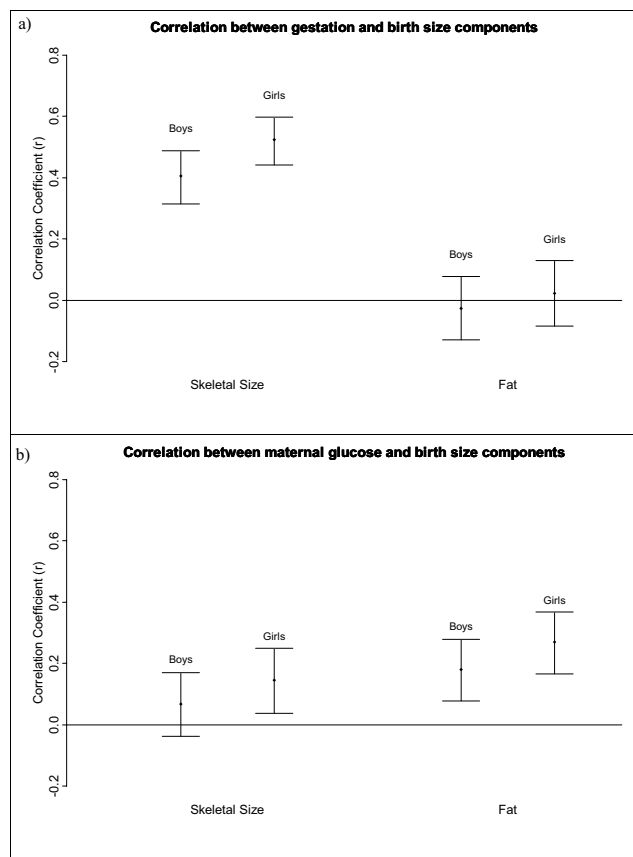 a)
Correlation between gestation and birth size components
Correlation Coefficient (r)
0.8
0.6
0.4
0.2
0.0
-0.2
Boys
Girls
Boys
Girls
Skeletal Size
Fat
b)
Correlation between maternal glucose and birth size components
Correlation Coefficient (r)
0.8
0.6
0.4
0.2
0.0
-0.2
Boys
Girls
Boys
Girls
Skeletal Size
Fat